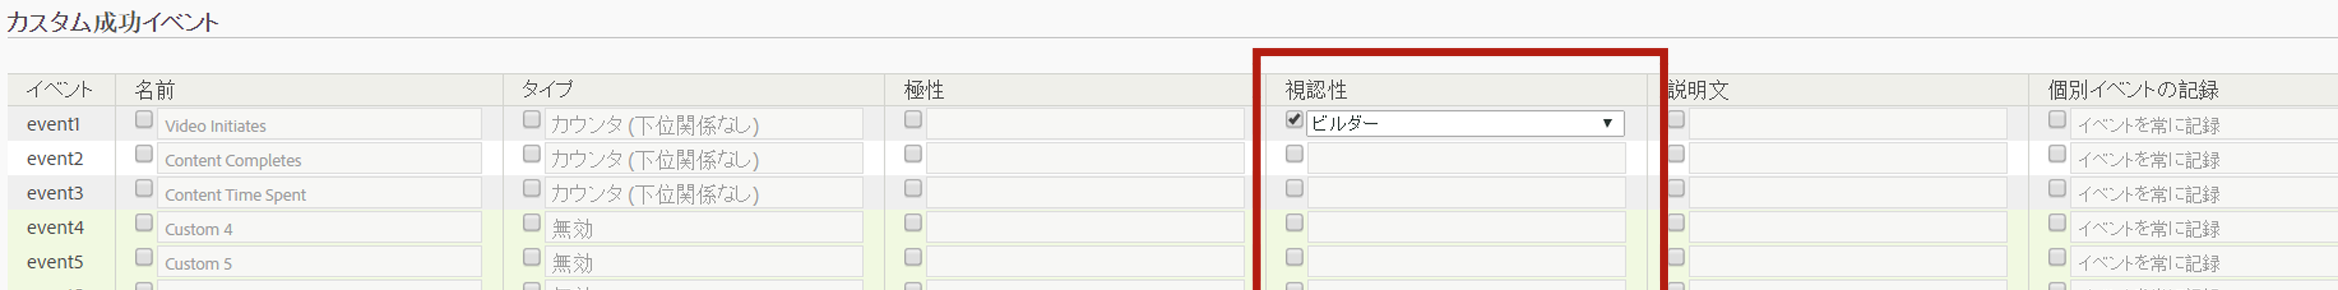 カスタム成功イベント
イベント 名前 タイプ 極性 視認性 説明文 個別イベントの記録
event1 Video Initiates カウンタ (下位関係なし) ビルダー イベントを常に記録
event2 Content Completes カウンタ (下位関係なし) イベントを常に記録
event3 Content Time Spent カウンタ (下位関係なし) イベントを常に記録
event4 Custom 4 無効 イベントを常に記録
event5 Custom 5 無効 イベントを常に記録